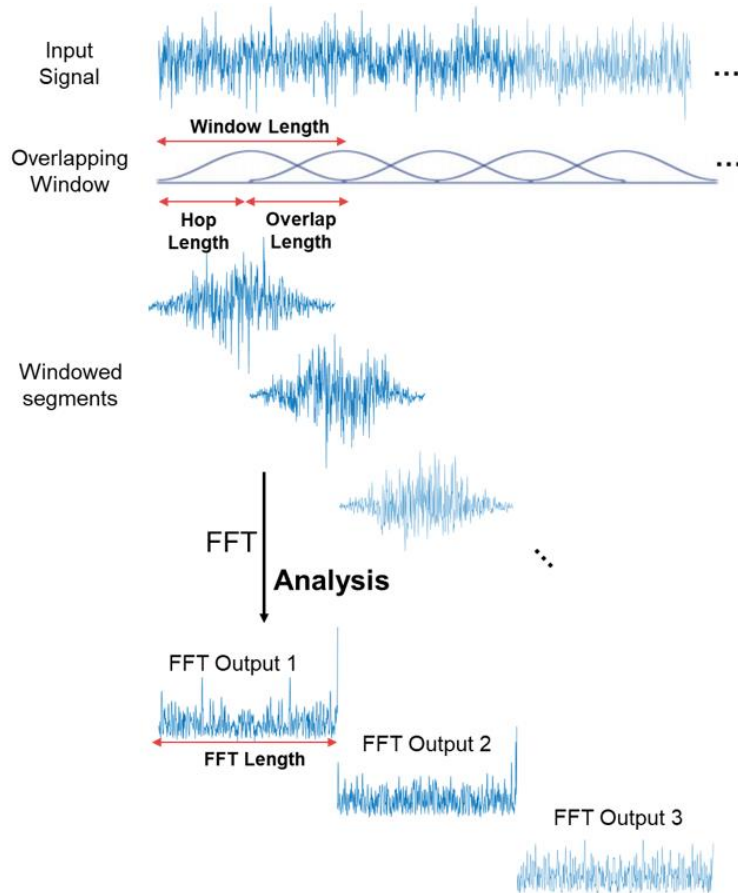 Input
Signal
...
Window Length
Overlapping
Window
...
Hop
Length
Overlap
Length
Windowed
segments
FFT
Analysis
...
FFT Output 1
FFT Length
FFT Output 2
FFT Output 3